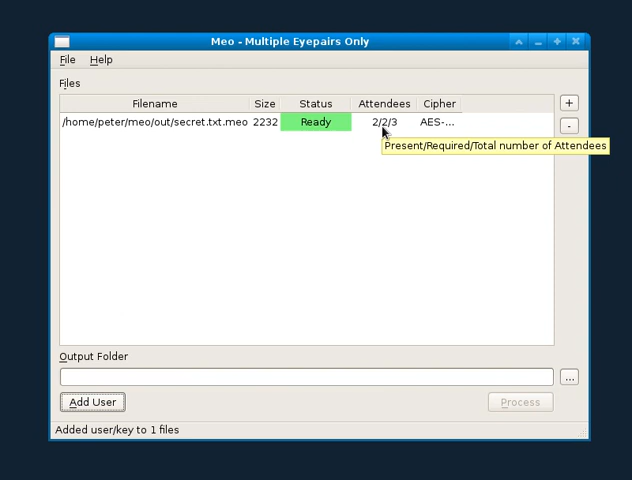 Meo - Multiple Eyepairs Only
File Help
Files
Filename Size Status Attendees Cipher
+
/home/peter/meo/out/secret.txt.meo 2232 Ready 2/2/3 AES-...
-
Present/Required/Total number of Attendees
Output Folder
...
Add User Process
Added user/key to 1 files